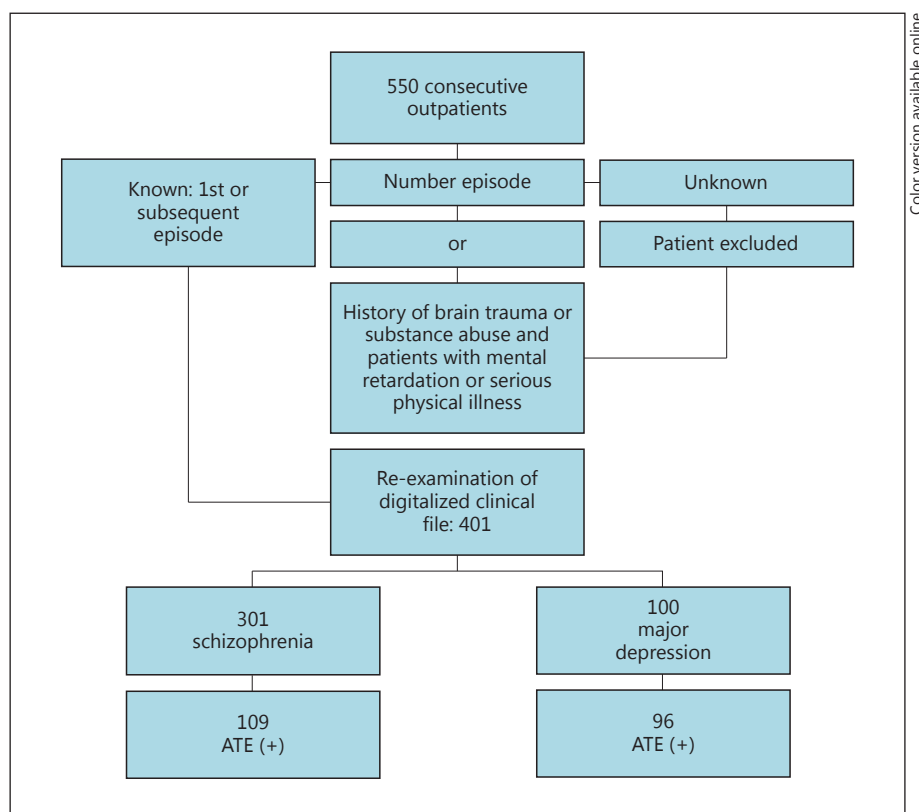 550 consecutive
outpatients
Known: 1st or
subsequent
episode
Number episode
Unknown
or
Patient excluded
History of brain trauma or
substance abuse and
patients with mental
retardation or serious
physical illness
Re-examination of
digitalized clinical
file: 401
301
schizophrenia
100
major
depression
109
ATE (+)
96
ATE (+)
Color version available online